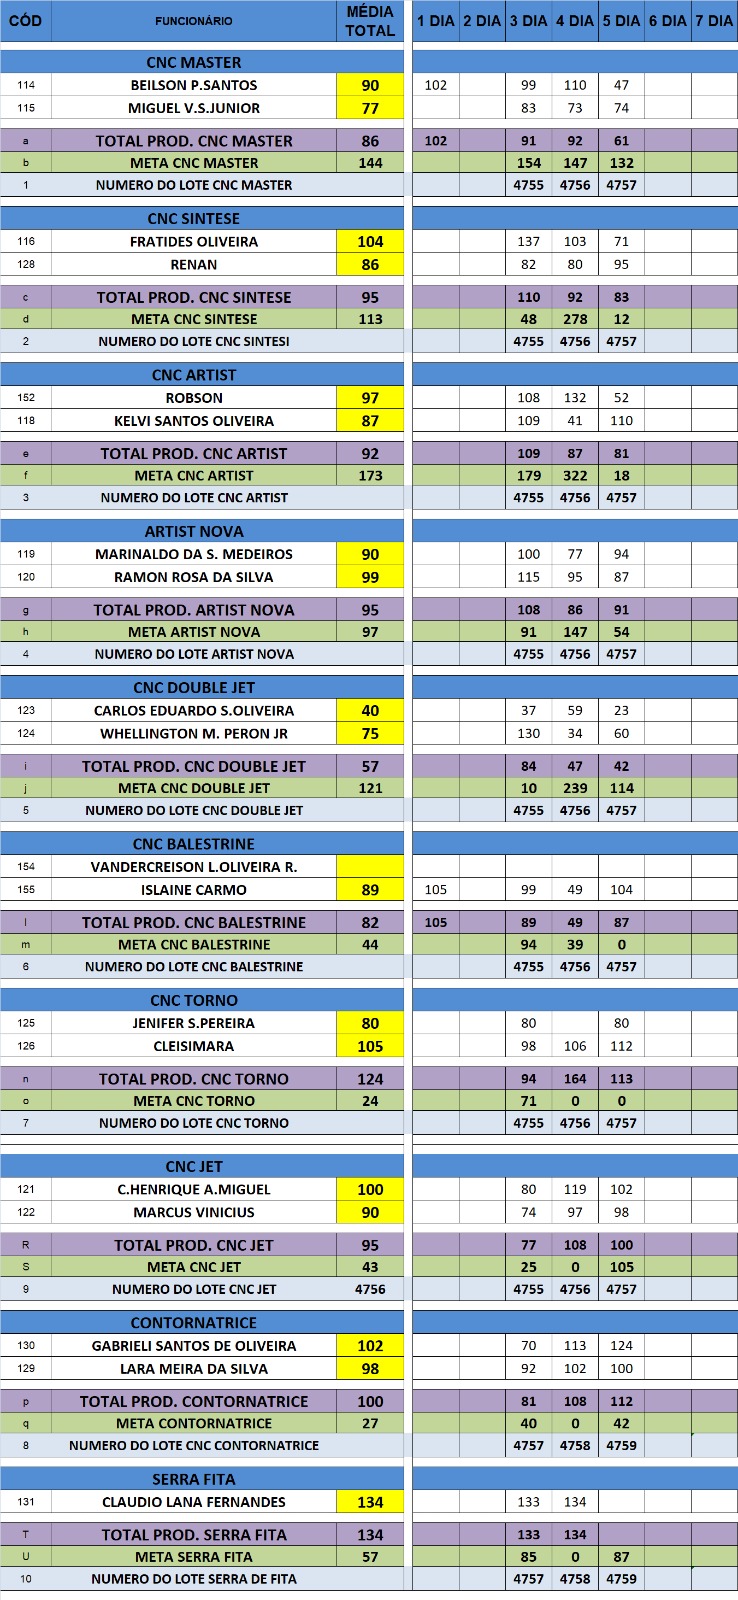 CÓD FUNCIONÁRIO MÉDIA TOTAL 1 DIA 2 DIA 3 DIA 4 DIA 5 DIA 6 DIA 7 DIA
CNC MASTER
114 BEILSON P.SANTOS 90 102 99 110 47
115 MIGUEL V.S.JUNIOR 77 83 73 74
a TOTAL PROD. CNC MASTER 86 102 91 92 61
b META CNC MASTER 144 154 147 132
1 NUMERO DO LOTE CNC MASTER 4755 4756 4757
CNC SINTESE
116 FRATIDES OLIVEIRA 104 137 103 71
128 RENAN 86 82 80 95
c TOTAL PROD. CNC SINTESE 95 110 92 83
d META CNC SINTESE 113 48 278 12
2 NUMERO DO LOTE CNC SINTESI 4755 4756 4757
CNC ARTIST
152 ROBSON 97 108 132 52
118 KELVI SANTOS OLIVEIRA 87 109 41 110
e TOTAL PROD. CNC ARTIST 92 109 87 81
f META CNC ARTIST 173 179 322 18
3 NUMERO DO LOTE CNC ARTIST 4755 4756 4757
ARTIST NOVA
119 MARINALDO DA S. MEDEIROS 90 100 77 94
120 RAMON ROSA DA SILVA 99 115 95 87
g TOTAL PROD. ARTIST NOVA 95 108 86 91
h META ARTIST NOVA 97 91 147 54
4 NUMERO DO LOTE ARTIST NOVA 4755 4756 4757
CNC DOUBLE JET
123 CARLOS EDUARDO S.OLIVEIRA 40 37 59 23
124 WHELLINGTON M. PERON JR 75 130 34 60
i TOTAL PROD. CNC DOUBLE JET 57 84 47 42
j META CNC DOUBLE JET 121 10 239 114
5 NUMERO DO LOTE CNC DOUBLE JET 4755 4756 4757
CNC BALESTRINE
154 VANDERCREISON L.OLIVEIRA R.
155 ISLAINE CARMO 89 105 99 49 104
l TOTAL PROD. CNC BALESTRINE 82 105 89 49 87
m META CNC BALESTRINE 44 94 39 0
6 NUMERO DO LOTE CNC BALESTRINE 4755 4756 4757
CNC TORNO
125 JENIFER S.PEREIRA 80 80 80
126 CLEISIMARA 105 98 106 112
n TOTAL PROD. CNC TORNO 124 94 164 113
o META CNC TORNO 24 71 0 0
7 NUMERO DO LOTE CNC TORNO 4755 4756 4757
CNC JET
121 C.HENRIQUE A.MIGUEL 100 80 119 102
122 MARCUS VINICIUS 90 74 97 98
R TOTAL PROD. CNC JET 95 77 108 100
S META CNC JET 43 25 0 105
9 NUMERO DO LOTE CNC JET 4756 4755 4756 4757
CONTORNATRICE
130 GABRIELI SANTOS DE OLIVEIRA 102 70 113 124
129 LARA MEIRA DA SILVA 98 92 102 100
p TOTAL PROD. CONTORNATRICE 100 81 108 112
q META CONTORNATRICE 27 40 0 42
8 NUMERO DO LOTE CNC CONTORNATRICE 4757 4758 4759
SERRA FITA
131 CLAUDIO LANA FERNANDES 134 133 134
T TOTAL PROD. SERRA FITA 134 133 134
U META SERRA FITA 57 85 0 87
10 NUMERO DO LOTE SERRA DE FITA 4757 4758 4759